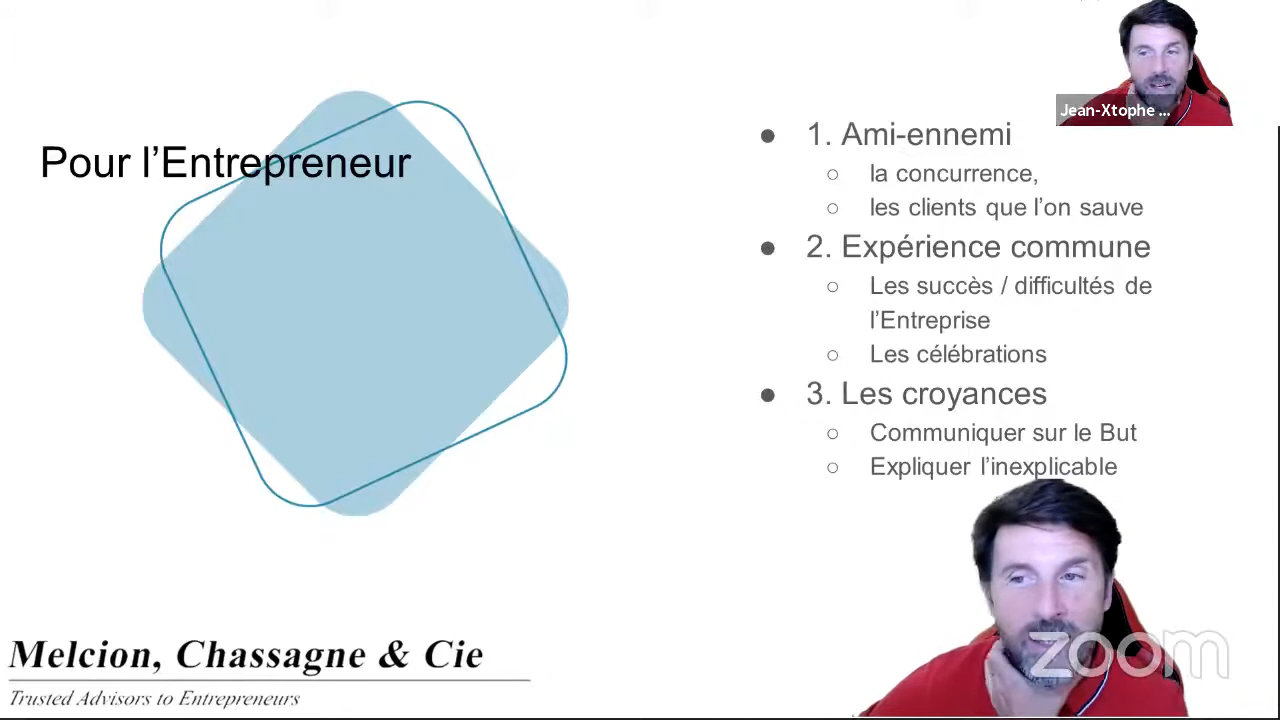 Jean-Xtophe ...
Pour l’Entrepreneur
● 1. Ami-ennemi
○ la concurrence,
○ les clients que l’on sauve
● 2. Expérience commune
○ Les succès / difficultés de
l’Entreprise
○ Les célébrations
● 3. Les croyances
○ Communiquer sur le But
○ Expliquer l’inexplicable
Melcion, Chassagne & Cie
Trusted Advisors to Entrepreneurs
zoom